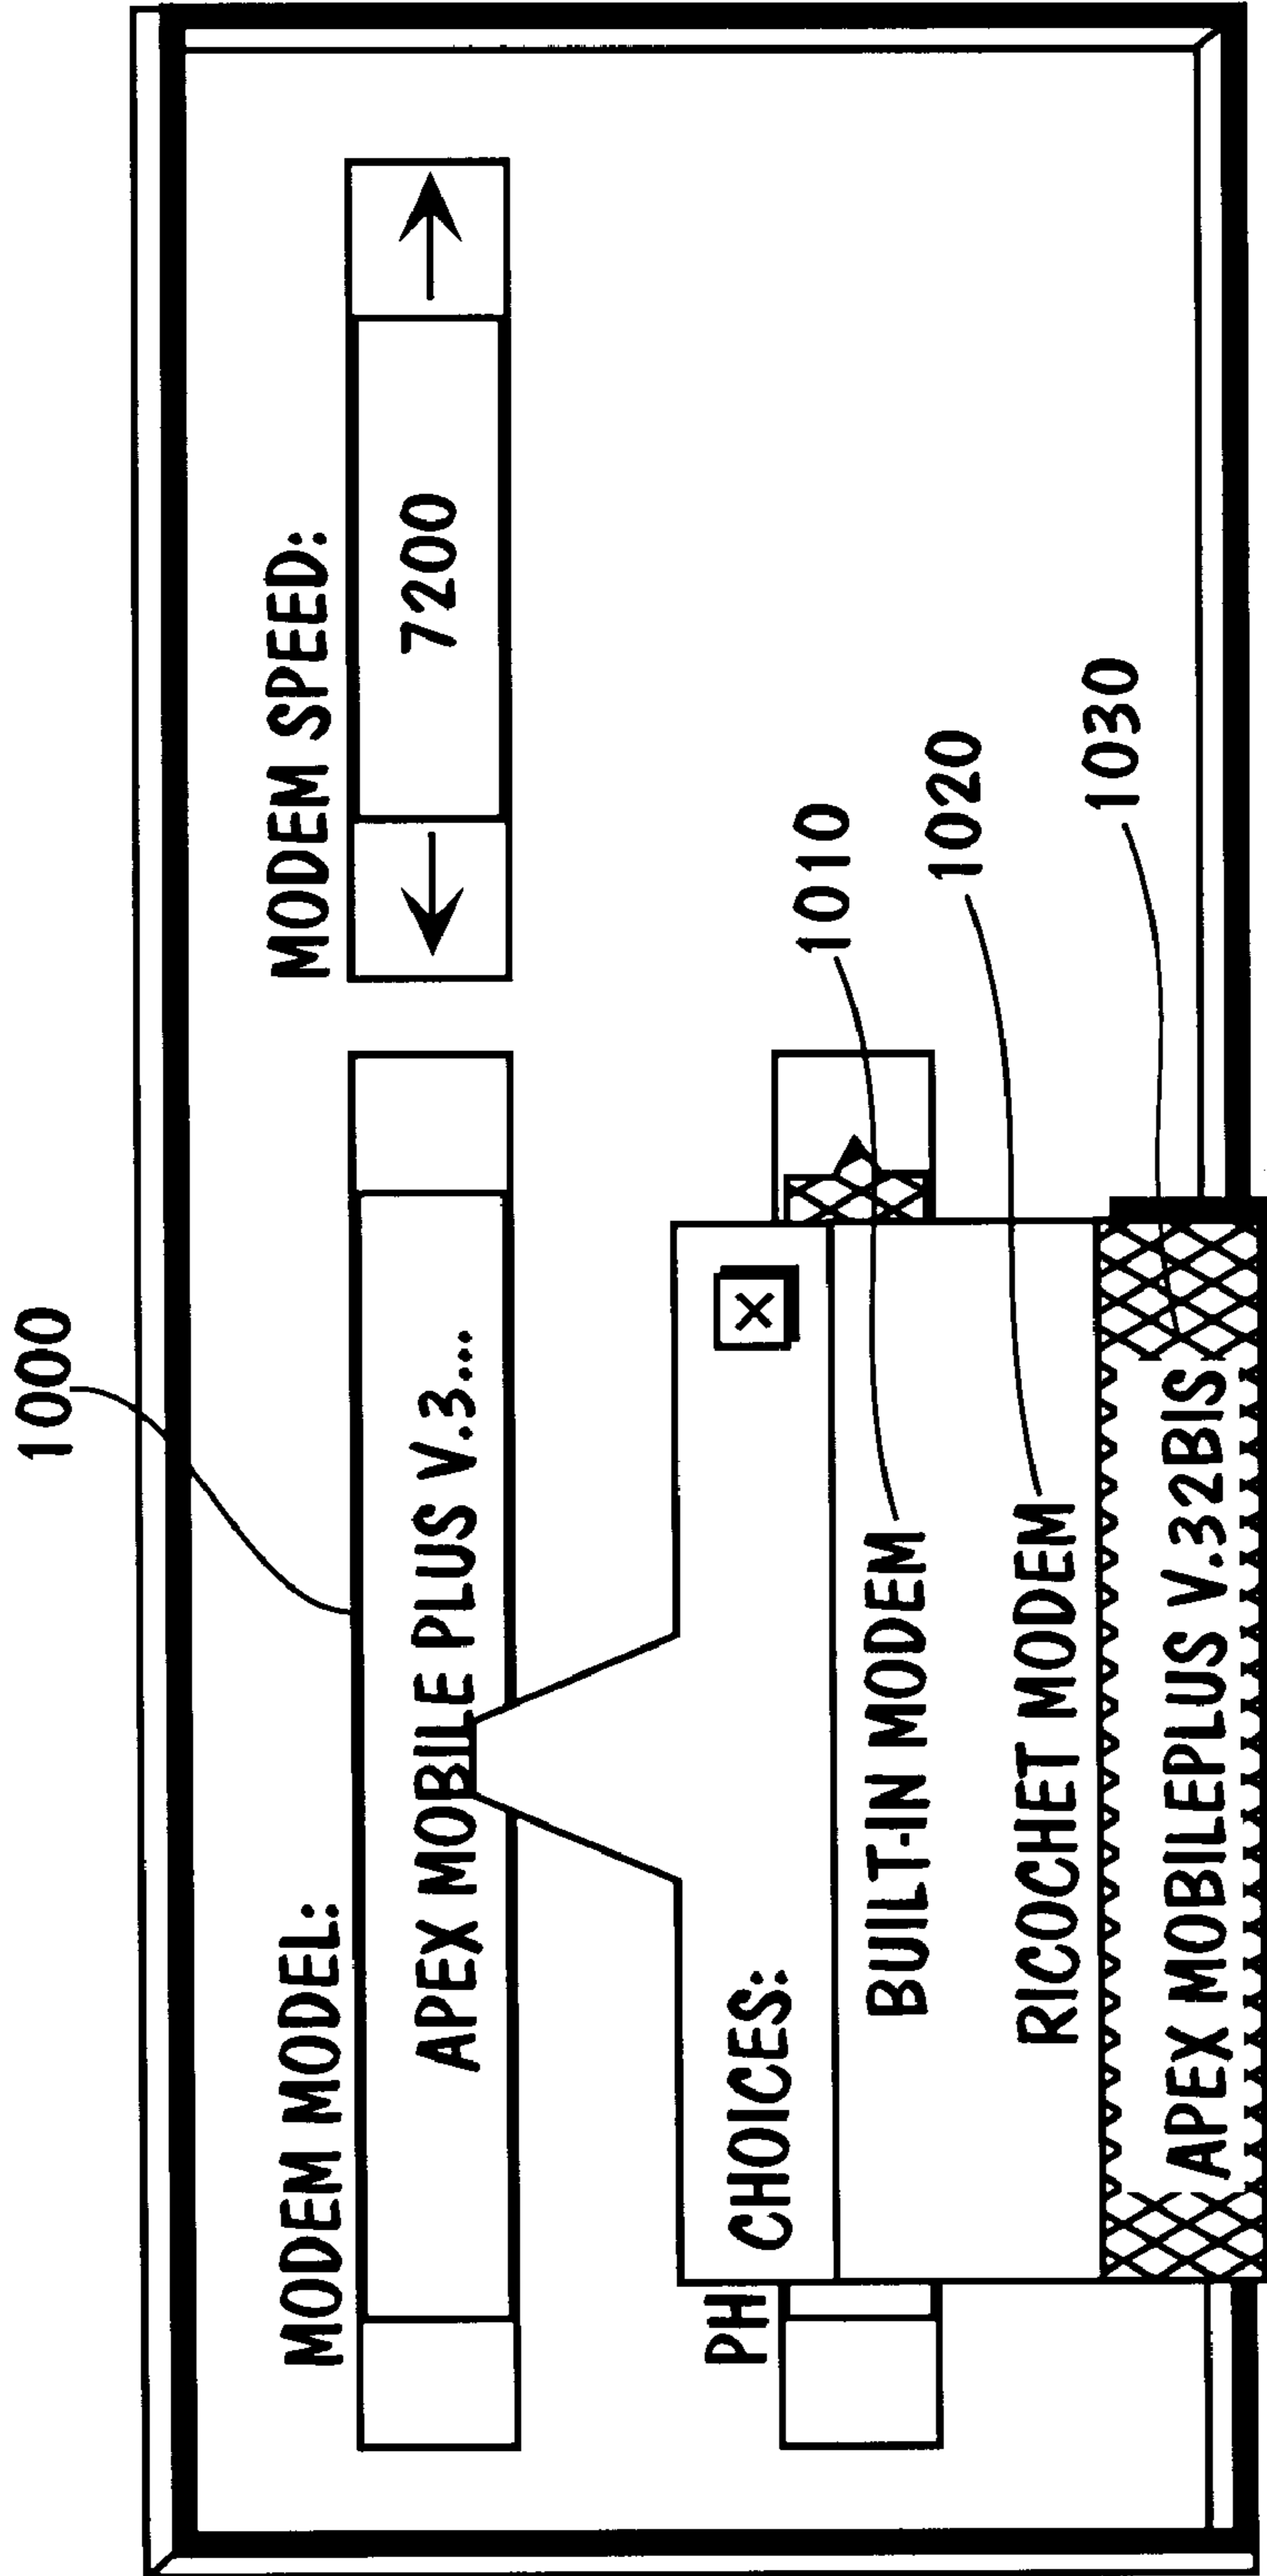 1000
MODEM MODEL:
MODEM SPEED:
APEX MOBILE PLUS V.3...
7200
PH
CHOICES:
X
BUILT-IN MODEM
1010
RICOCHET MODEM
1020
APEX MOBILEPLUS V.32BIS
1030